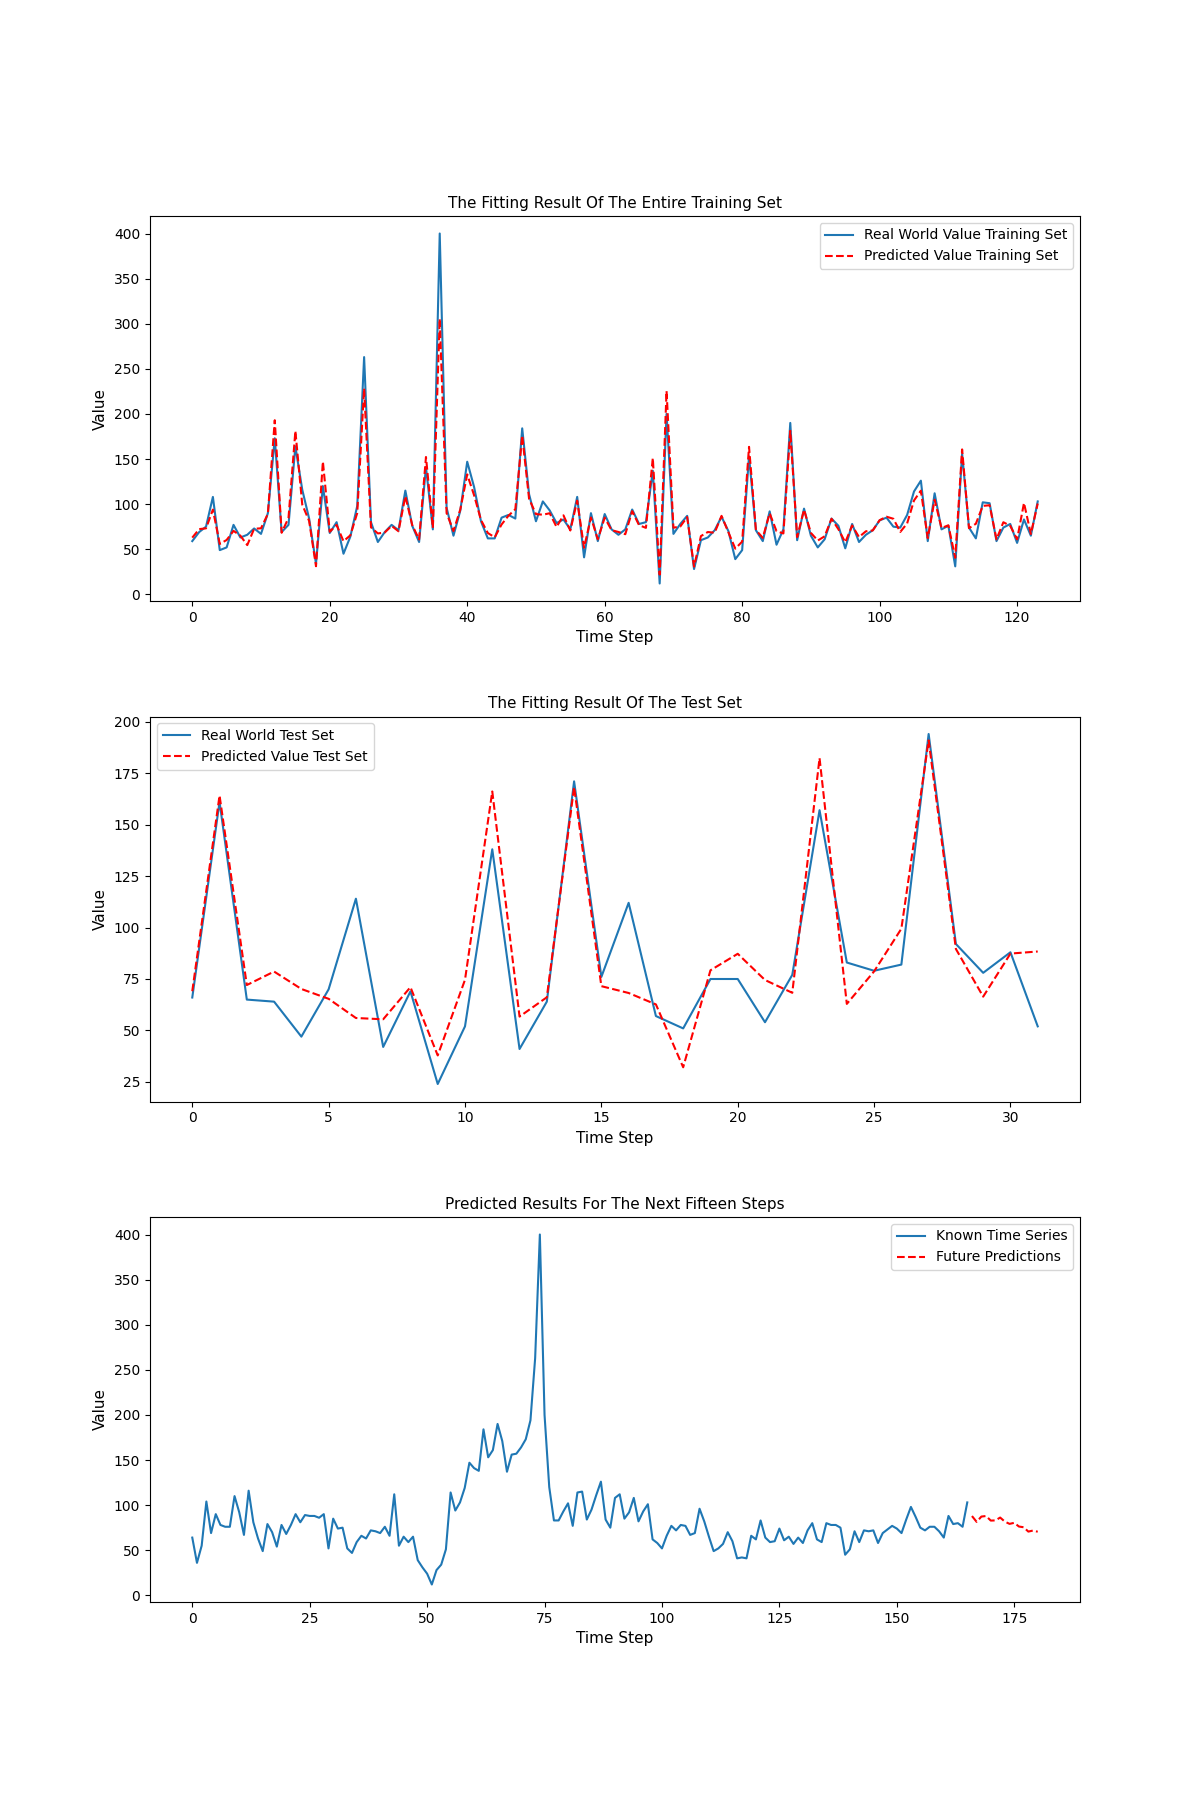 The Fitting Result Of The Entire Training Set
400
350
300
250
200
150
100
50
0
Value
Real World Value Training Set
Predicted Value Training Set
0 20 40 60 80 100 120
Time Step
The Fitting Result Of The Test Set
200
175
150
125
100
75
50
25
Value
Real World Test Set
Predicted Value Test Set
0 5 10 15 20 25 30
Time Step
Predicted Results For The Next Fifteen Steps
400
350
300
250
200
150
100
50
0
Value
Known Time Series
Future Predictions
0 25 50 75 100 125 150 175
Time Step